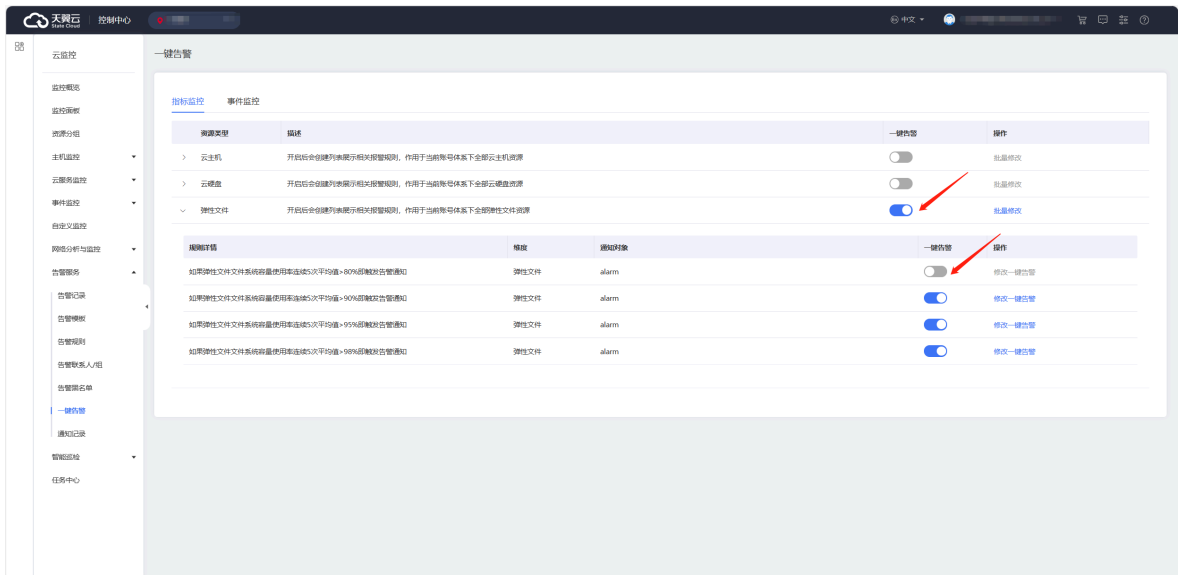 天翼云 State Cloud 控制中心 中文
云监控
一键告警
监控概览
监控面板
资源分组
主机监控
云服务监控
事件监控
自定义监控
网络分析与监控
告警服务
告警记录
告警模板
告警规则
告警联系人/组
告警黑名单
一键告警
通知记录
智能巡检
任务中心
指标监控 事件监控
资源类型 描述 一键告警 操作
云主机 开启后会创建列表展示相关报警规则，作用于当前账号体系下全部云主机资源 批量修改
云硬盘 开启后会创建列表展示相关报警规则，作用于当前账号体系下全部云硬盘资源 批量修改
弹性文件 开启后会创建列表展示相关报警规则，作用于当前账号体系下全部弹性文件资源 批量修改
规则详情 维度 通知对象 一键告警 操作
如果弹性文件文件系统容量使用率连续5次平均值>80%即触发告警通知 弹性文件 alarm 修改一键告警
如果弹性文件文件系统容量使用率连续5次平均值>90%即触发告警通知 弹性文件 alarm 修改一键告警
如果弹性文件文件系统容量使用率连续5次平均值>95%即触发告警通知 弹性文件 alarm 修改一键告警
如果弹性文件文件系统容量使用率连续5次平均值>98%即触发告警通知 弹性文件 alarm 修改一键告警